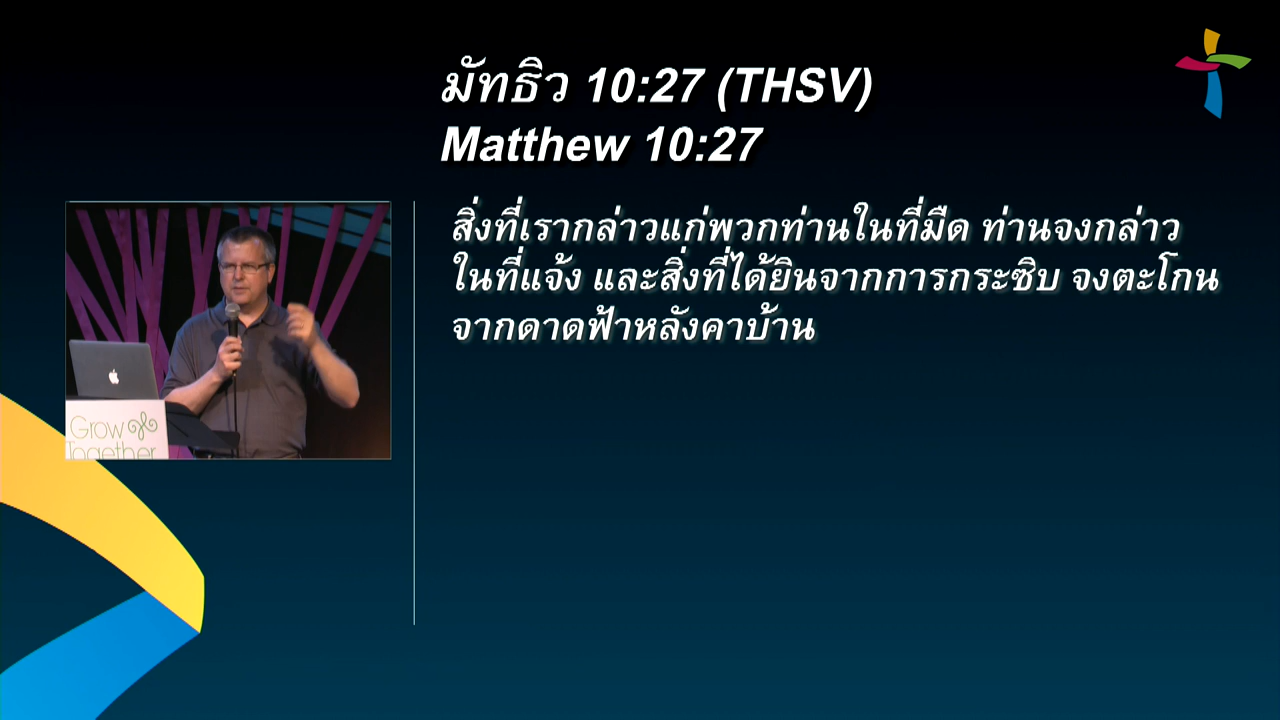 มัทธิว 10:27 (THSV)
Matthew 10:27
สิ่งที่เรากล่าวแก่พวกท่านในที่มืด ท่านจงกล่าว
ในที่แจ้ง และสิ่งที่ได้ยินจากการกระซิบ จงตะโกน
จากดาดฟ้าหลังคาบ้าน
Grow
Together